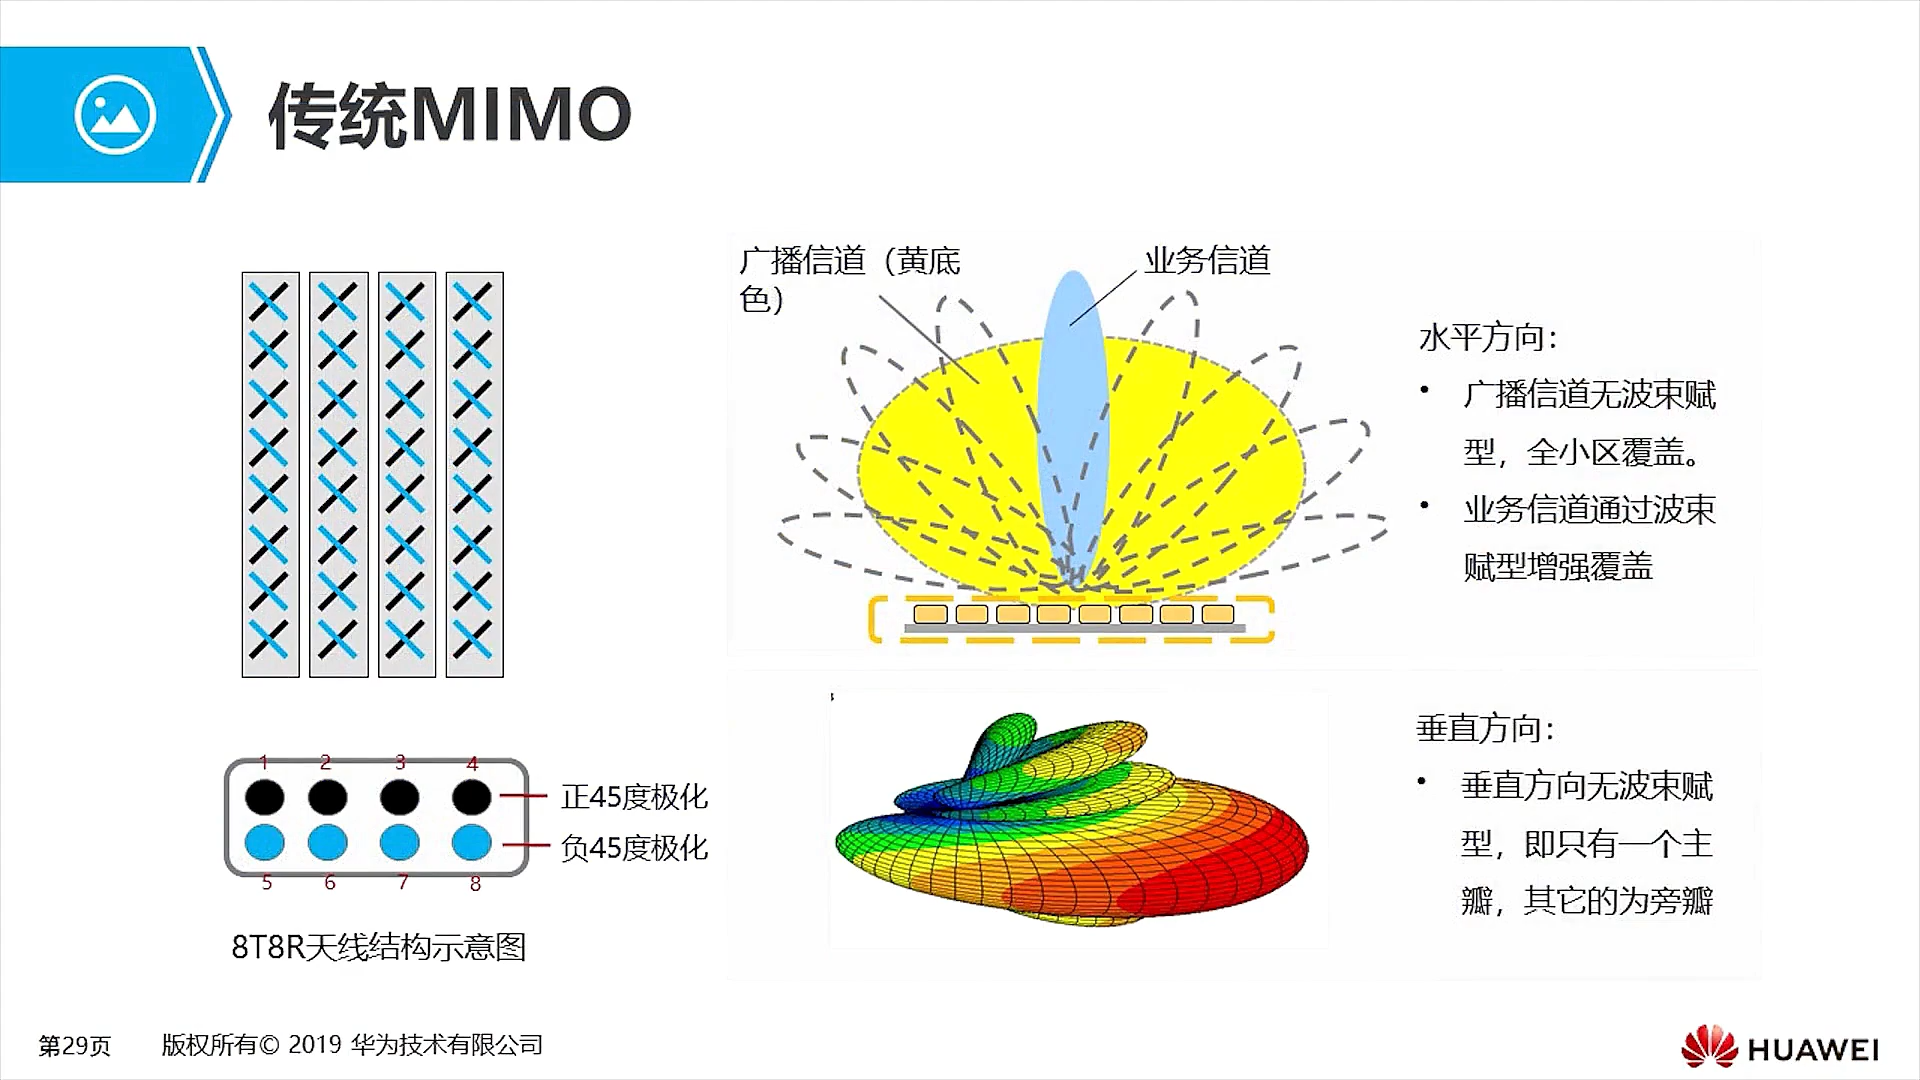 传统MIMO
广播信道（黄底
色）
业务信道
水平方向：
• 广播信道无波束赋
型，全小区覆盖。
• 业务信道通过波束
赋型增强覆盖
1 2 3 4
正45度极化
负45度极化
5 6 7 8
8T8R天线结构示意图
垂直方向：
• 垂直方向无波束赋
型，即只有一个主
瓣，其它的为旁瓣
第29页
版权所有© 2019 华为技术有限公司
HUAWEI